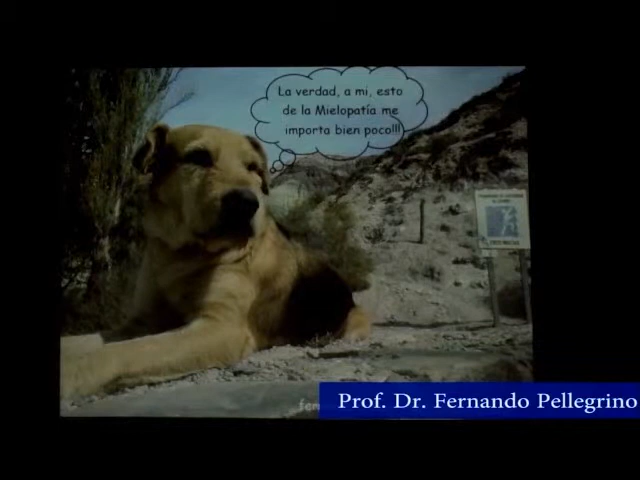 La verdad, a mi, esto
de la Mielopatía me
importa bien poco!!!
Prof. Dr. Fernando Pellegrino